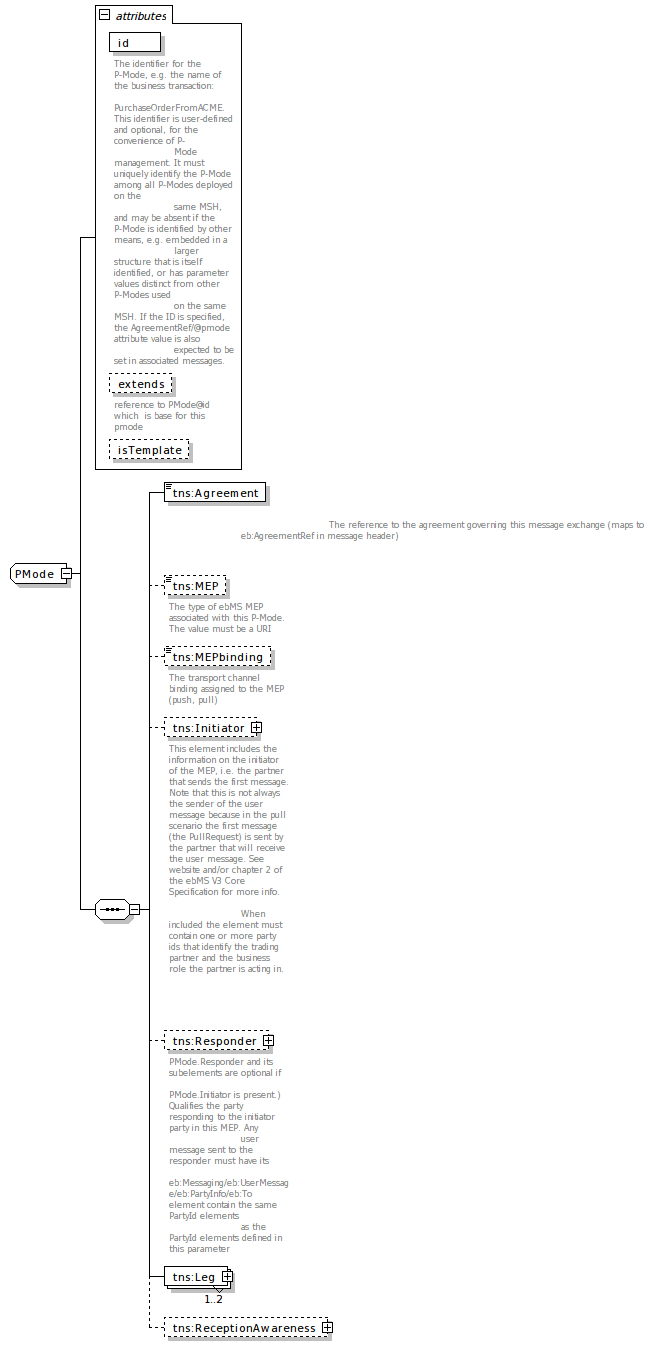 attributes
id
The identifier for the
P-Mode, e.g. the name of
the business transaction:
PurchaseOrderFromACME.
This identifier is user-defined
and optional, for the
convenience of P-
Mode
management. It must
uniquely identify the P-Mode
among all P-Modes deployed
on the
same MSH,
and may be absent if the
P-Mode is identified by other
means, e.g. embedded in a
larger
structure that is itself
identified, or has parameter
values distinct from other
P-Modes used
on the same
MSH. If the ID is specified,
the AgreementRef/@pmode
attribute value is also
expected to be
set in associated messages.
extends
reference to PMode@id
which is base for this
pmode
isTemplate
tns:Agreement
The reference to the agreement governing this message exchange (maps to
eb:AgreementRef in message header)
PMode
tns:MEP
The type of ebMS MEP
associated with this P-Mode.
The value must be a URI
tns:MEPbinding
The transport channel
binding assigned to the MEP
(push, pull)
tns:Initiator
This element includes the
information on the initiator
of the MEP, i.e. the partner
that sends the first message.
Note that this is not always
the sender of the user
message because in the pull
scenario the first message
(the PullRequest) is sent by
the partner that will receive
the user message. See
website and/or chapter 2 of
the ebMS V3 Core
Specification for more info.
When
included the element must
contain one or more party
ids that identify the trading
partner and the business
role the partner is acting in.
tns:Responder
PMode.Responder and its
subelements are optional if
PMode.Initiator is present.)
Qualifies the party
responding to the initiator
party in this MEP. Any
user
message sent to the
responder must have its
eb:Messaging/eb:UserMessag
e/eb:PartyInfo/eb:To
element contain the same
PartyId elements
as the
PartyId elements defined in
this parameter
tns:Leg
1..2
tns:ReceptionAwareness